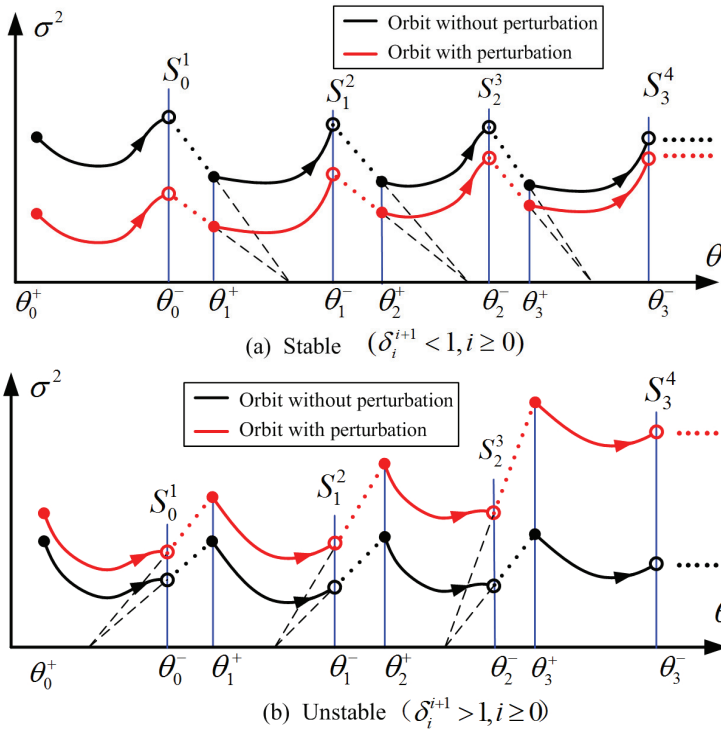 σ²
Orbit without perturbation
Orbit with perturbation
S₀¹ S₁² S₂³ S₃⁴
θ
θ₀⁺ θ₀⁻ θ₁⁺ θ₁⁻ θ₂⁺ θ₂⁻ θ₃⁺ θ₃⁻
(a) Stable (δᵢⁱ⁺¹ < 1, i ≥ 0)
σ²
Orbit without perturbation
Orbit with perturbation
S₀¹ S₁² S₂³ S₃⁴
θ
θ₀⁺ θ₀⁻ θ₁⁺ θ₁⁻ θ₂⁺ θ₂⁻ θ₃⁺ θ₃⁻
(b) Unstable (δᵢⁱ⁺¹ > 1, i ≥ 0)